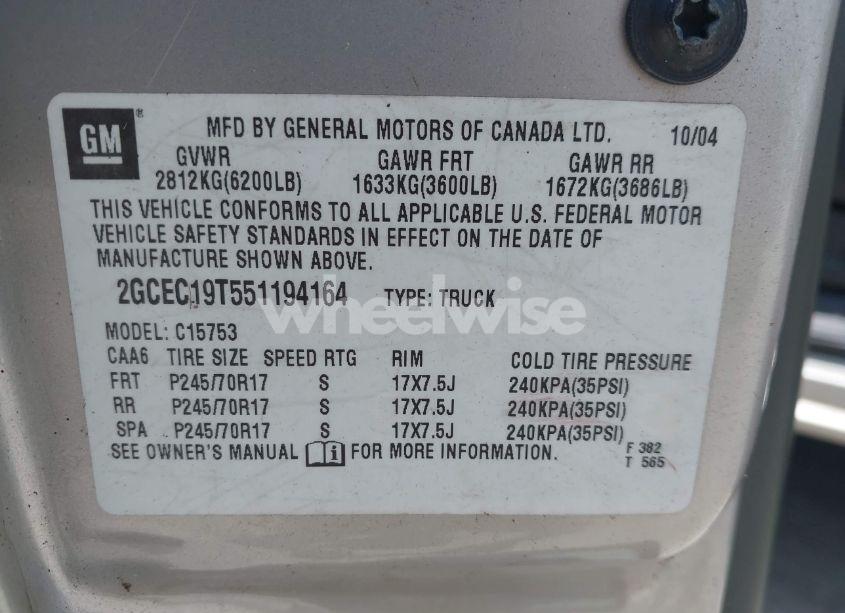 GM ®
MFD BY GENERAL MOTORS OF CANADA LTD. 10/04
GVWR GAWR FRT GAWR RR
2812KG(6200LB) 1633KG(3600LB) 1672KG(3686LB)
THIS VEHICLE CONFORMS TO ALL APPLICABLE U.S. FEDERAL MOTOR
VEHICLE SAFETY STANDARDS IN EFFECT ON THE DATE OF
MANUFACTURE SHOWN ABOVE.
2GCEC19T551194164 TYPE: TRUCK
wheelwise
MODEL: C15753
CAA6 TIRE SIZE SPEED RTG RIM COLD TIRE PRESSURE
FRT P245/70R17 S 17X7.5J 240KPA(35PSI)
RR P245/70R17 S 17X7.5J 240KPA(35PSI)
SPA P245/70R17 S 17X7.5J 240KPA(35PSI)
SEE OWNER'S MANUAL i FOR MORE INFORMATION. F 382
T 565